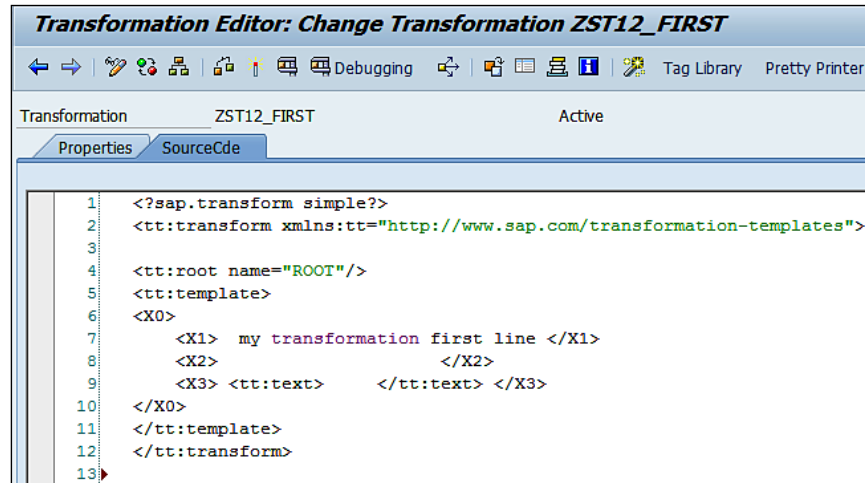 Transformation Editor: Change Transformation ZST12_FIRST
Debugging Tag Library Pretty Printer
Transformation ZST12_FIRST Active
Properties SourceCde
1 <?sap.transform simple?>
2 <tt:transform xmlns:tt="http://www.sap.com/transformation-templates">
3
4 <tt:root name="ROOT"/>
5 <tt:template>
6 <X0>
7     <X1>  my transformation first line </X1>
8     <X2>                      </X2>
9     <X3> <tt:text>     </tt:text> </X3>
10 </X0>
11 </tt:template>
12 </tt:transform>
13